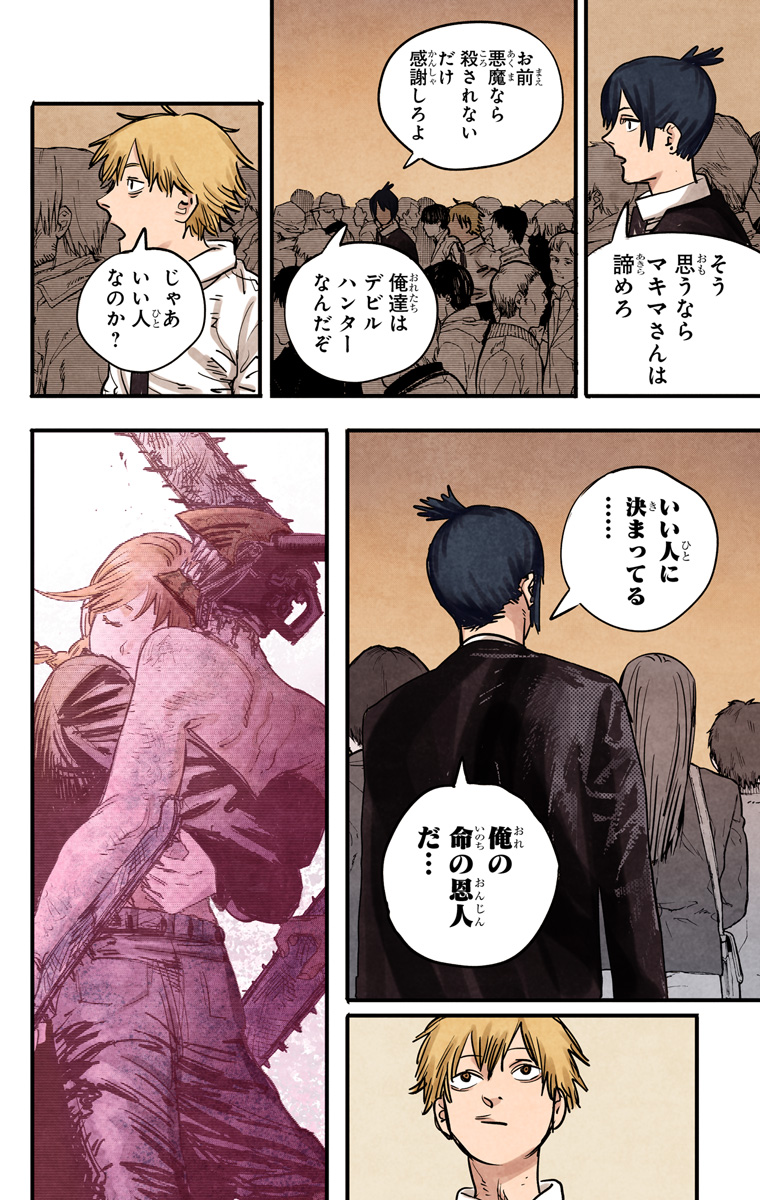 そう
思うなら
マキマさんは
諦めろ
お前
悪魔なら
殺されない
だけ
感謝しろよ
俺達は
デビル
ハンター
なんだぞ
じゃあ
いい人
なのか？
いい人に
決まってる
……
俺の
命の恩人
だ…